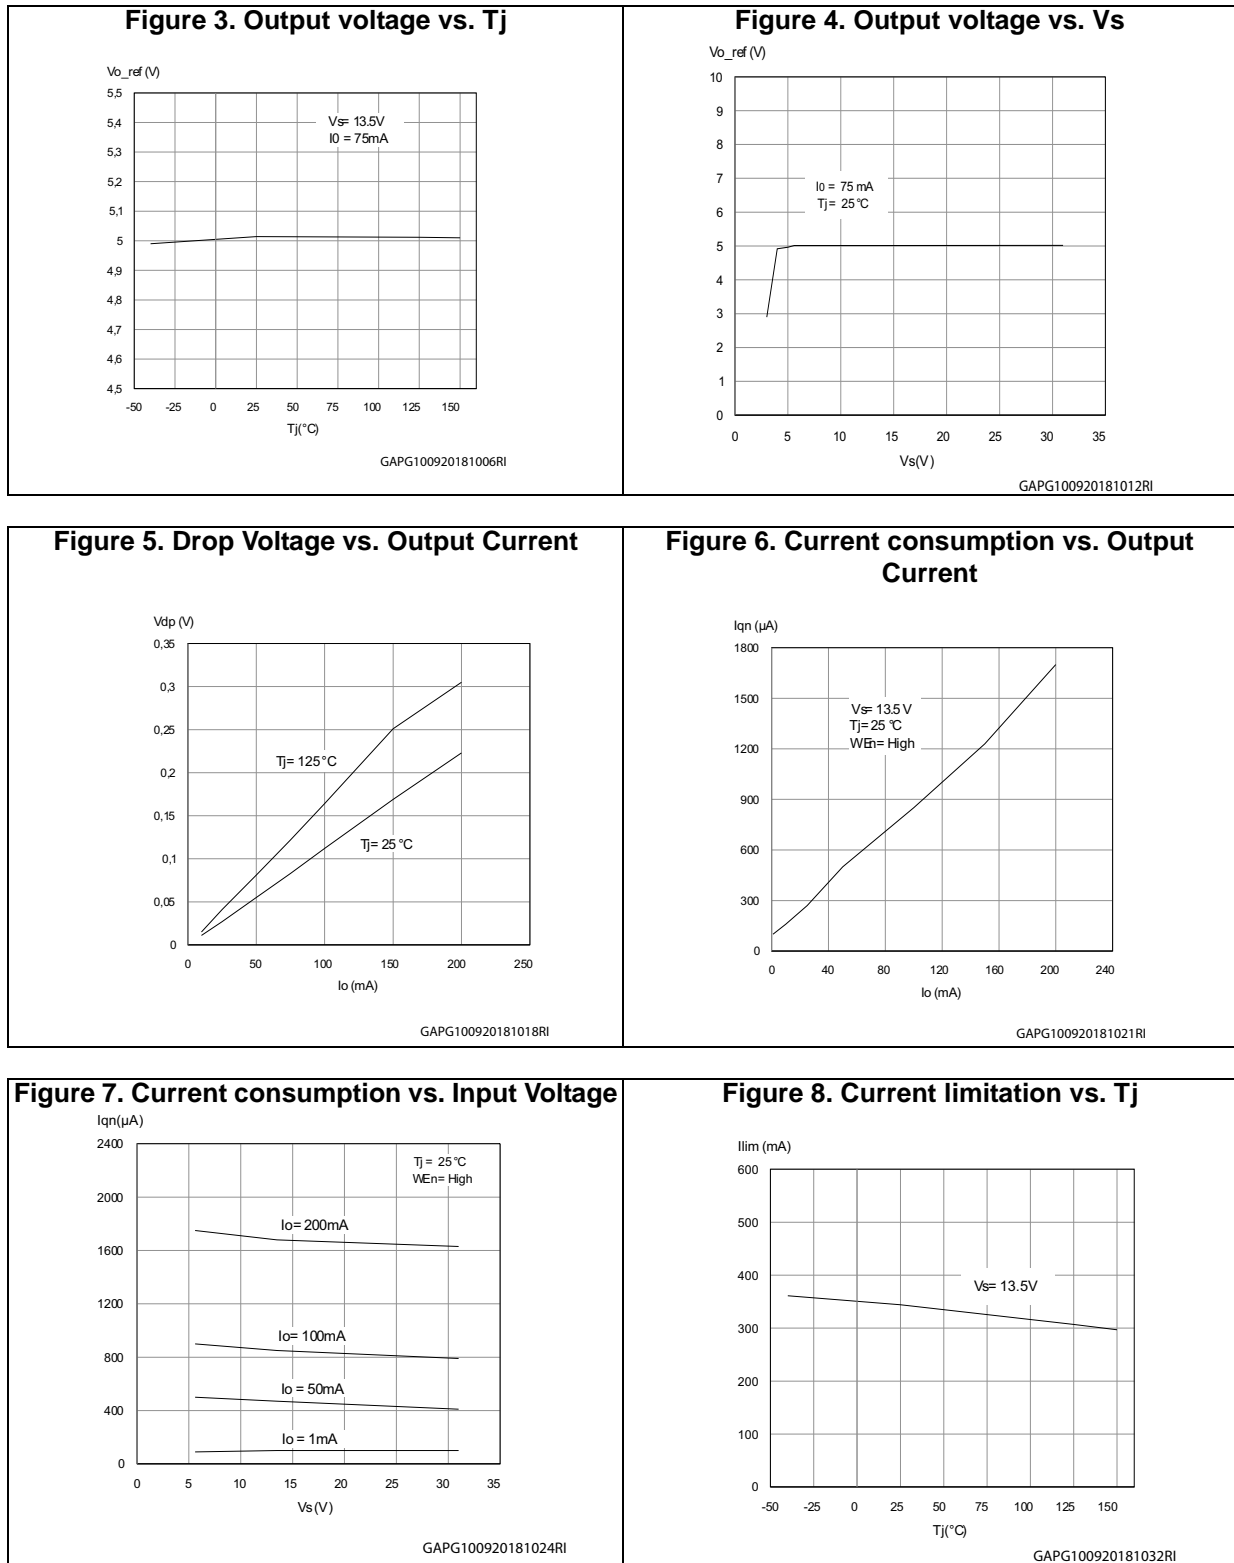 Figure 3. Output voltage vs. Tj
Vo_ref (V)
5,5
5,4
5,3
5,2
5,1
5
4,9
4,8
4,7
4,6
4,5
Vs= 13.5V
I0 = 75mA
-50 -25 0 25 50 75 100 125 150
Tj(°C)
GAPG100920181006RI
Figure 4. Output voltage vs. Vs
Vo_ref (V)
10
9
8
7
6
5
4
3
2
1
0
I0 = 75 mA
Tj= 25°C
0 5 10 15 20 25 30 35
Vs(V)
GAPG100920181012RI
Figure 5. Drop Voltage vs. Output Current
Vdp (V)
0,35
0,3
0,25
0,2
0,15
0,1
0,05
0
Tj= 125°C
Tj= 25°C
0 50 100 150 200 250
Io (mA)
GAPG100920181018RI
Figure 6. Current consumption vs. Output
Current
Iqn (µA)
1800
1500
1200
900
600
300
0
Vs= 13.5 V
Tj= 25 °C
WEn= High
0 40 80 120 160 200 240
Io (mA)
GAPG100920181021RI
Figure 7. Current consumption vs. Input Voltage
Iqn(µA)
2400
2000
1600
1200
800
400
0
Tj = 25°C
WEn= High
Io= 200mA
Io= 100mA
Io = 50mA
Io = 1mA
0 5 10 15 20 25 30 35
Vs(V)
GAPG100920181024RI
Figure 8. Current limitation vs. Tj
Ilim (mA)
600
500
400
300
200
100
0
Vs= 13.5V
-50 -25 0 25 50 75 100 125 150
Tj(°C)
GAPG100920181032RI